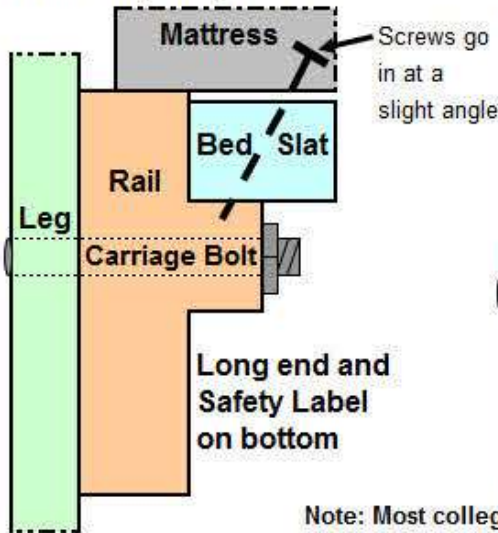 Mattress
Screws go
in at a
slight angle
Bed Slat
Rail
Leg
Carriage Bolt
Long end and
Safety Label
on bottom
Note: Most colleg